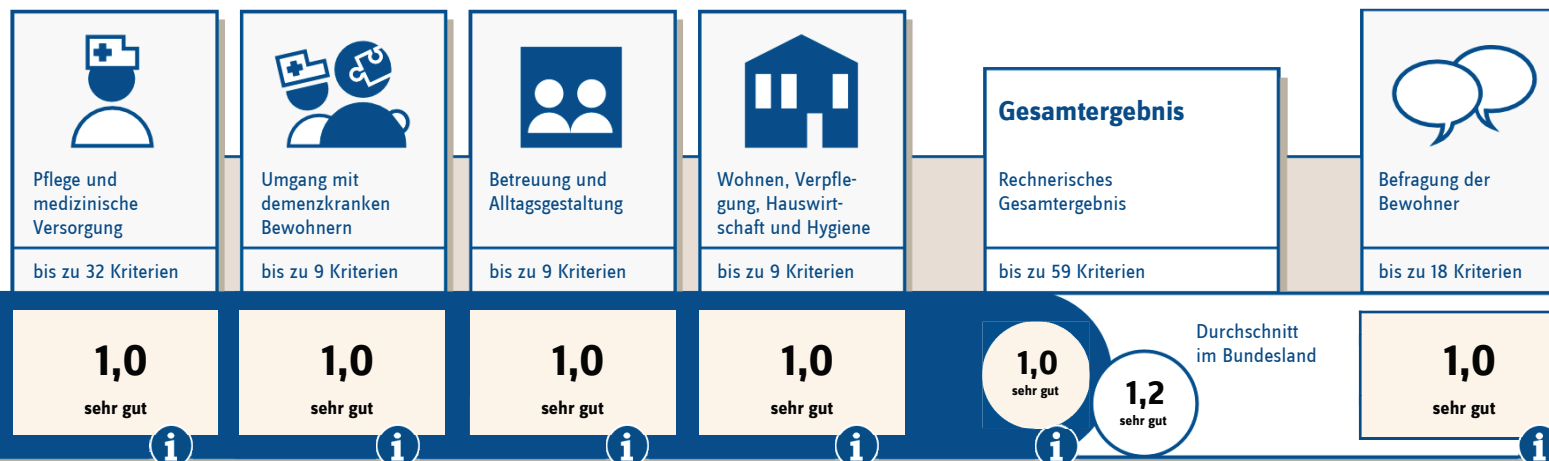 Pflege und
medizinische
Versorgung
bis zu 32 Kriterien
1,0
sehr gut
i
Umgang mit
demenzkranken
Bewohnern
bis zu 9 Kriterien
1,0
sehr gut
i
Betreuung und
Alltagsgestaltung
bis zu 9 Kriterien
1,0
sehr gut
i
Wohnen, Verpfle-
gung, Hauswirt-
schaft und Hygiene
bis zu 9 Kriterien
1,0
sehr gut
i
Gesamtergebnis
Rechnerisches
Gesamtergebnis
bis zu 59 Kriterien
1,0
sehr gut
i
1,2
sehr gut
Durchschnitt
im Bundesland
Befragung der
Bewohner
bis zu 18 Kriterien
1,0
sehr gut
i